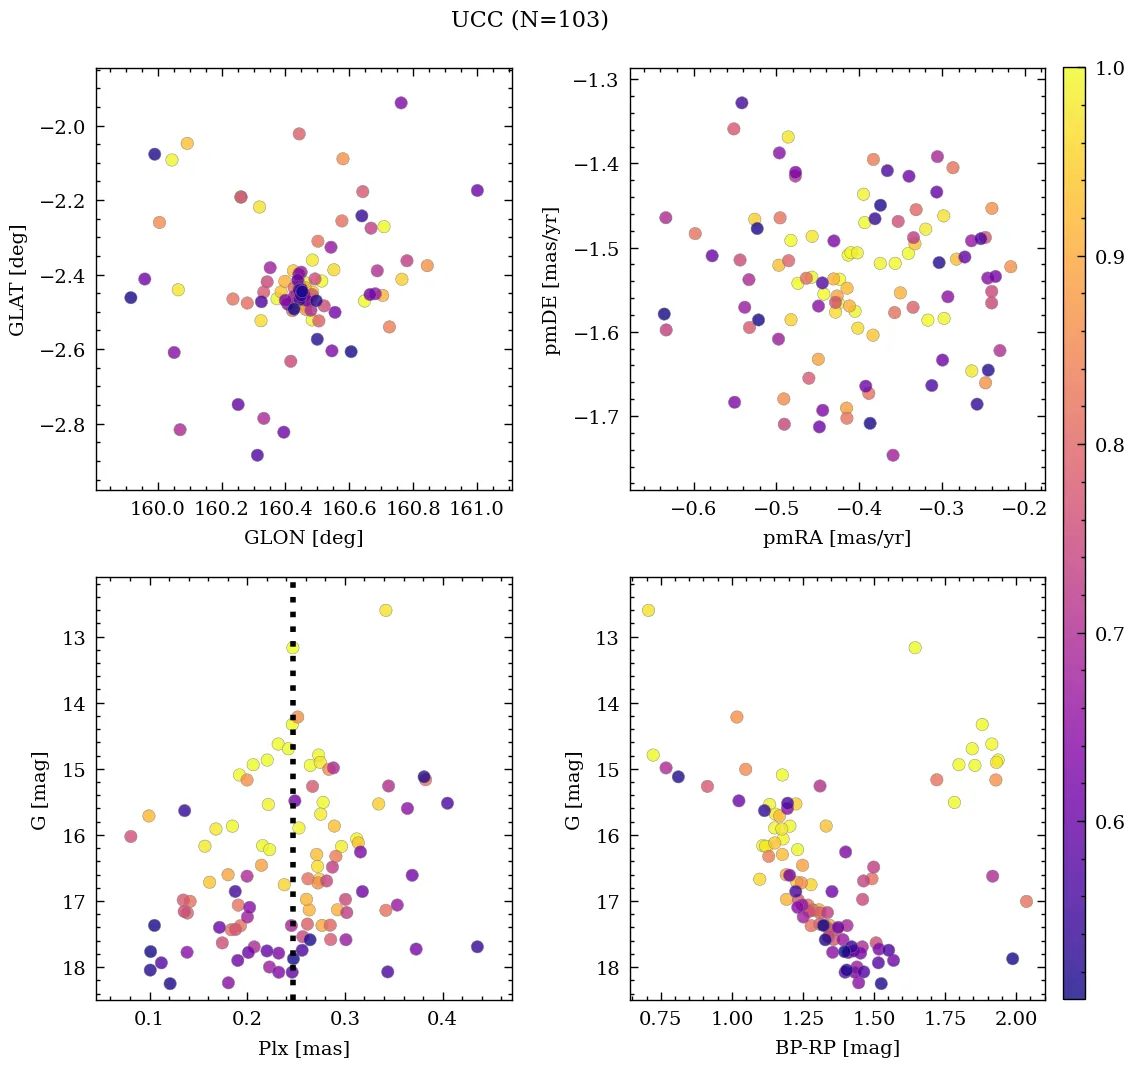 UCC (N=103)
−2.0
−2.2
−2.4
−2.6
−2.8
GLAT [deg]
160.0 160.2 160.4 160.6 160.8 161.0
GLON [deg]
−1.3
−1.4
−1.5
−1.6
−1.7
pmDE [mas/yr]
−0.6 −0.5 −0.4 −0.3 −0.2
pmRA [mas/yr]
1.0
0.9
0.8
0.7
0.6
13
14
15
16
17
18
G [mag]
0.1 0.2 0.3 0.4
Plx [mas]
13
14
15
16
17
18
G [mag]
0.75 1.00 1.25 1.50 1.75 2.00
BP-RP [mag]